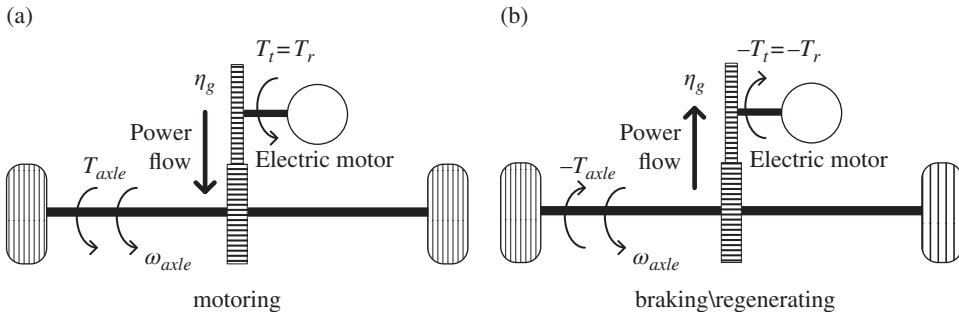 (a)
T_t = T_r
η_g
Power
flow
Electric motor
T_axle
ω_axle
motoring
(b)
–T_t = –T_r
η_g
Power
flow
Electric motor
–T_axle
ω_axle
braking\regenerating